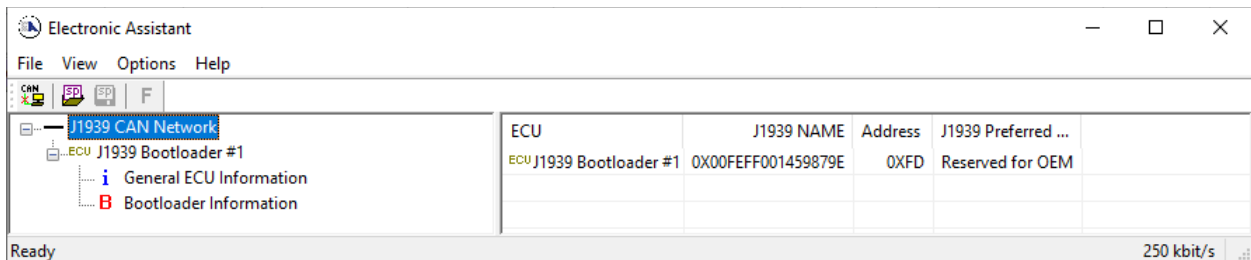 Electronic Assistant
File View Options Help
CAN SP SP F
J1939 CAN Network
ECU J1939 Bootloader #1
i General ECU Information
B Bootloader Information
ECU J1939 NAME Address J1939 Preferred ...
ECU J1939 Bootloader #1 0X00FEFF001459879E 0XFD Reserved for OEM
Ready 250 kbit/s